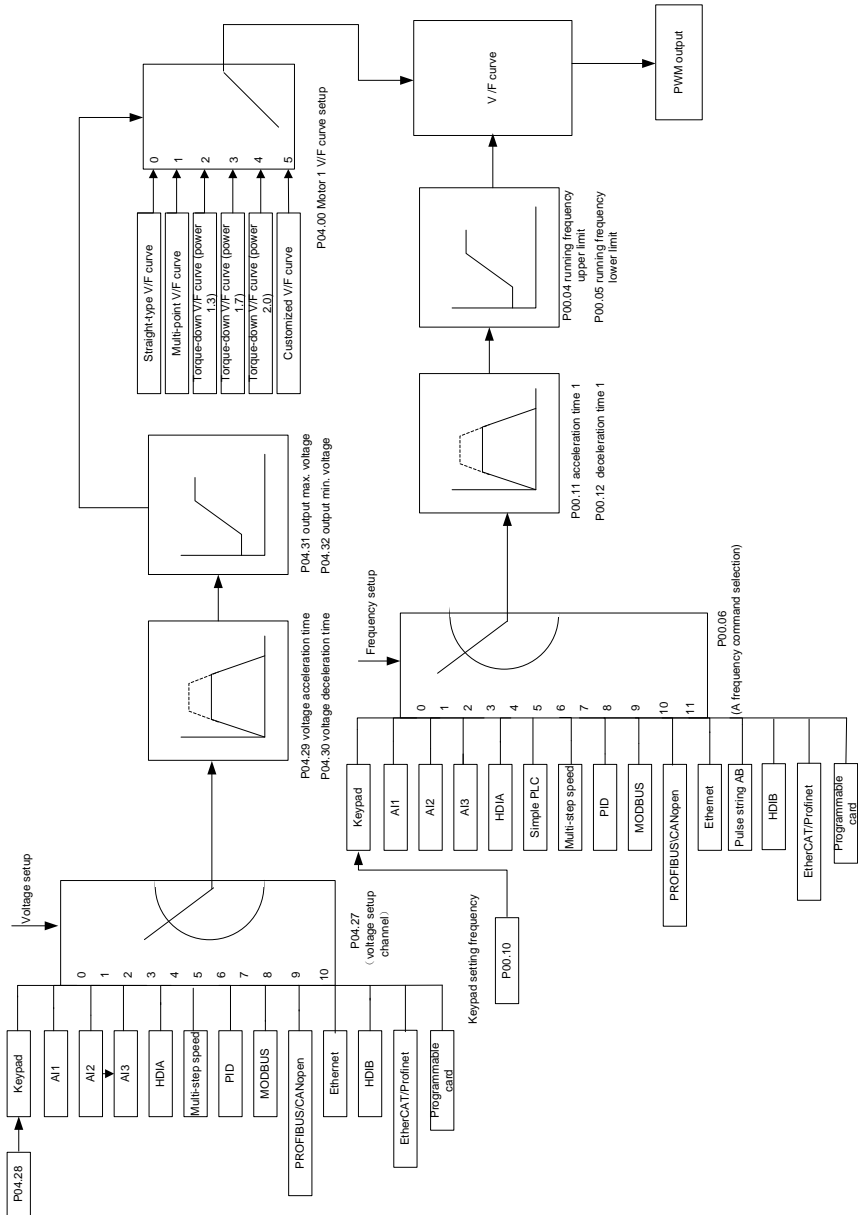 P04.28
Keypad
AI1
AI2
AI3
HDIA
Multi-step speed
PID
MODBUS
PROFIBUS/CANopen
Ethernet
HDIB
EtherCAT/Profinet
Programmable
card
Voltage setup
0
1
2
3
4
5
6
7
8
9
10
P04.27
（voltage setup
channel）
P04.29 voltage acceleration time
P04.30 voltage deceleration time
P04.31 output max. voltage
P04.32 output min. voltage
Straight-type V/F curve
Multi-point V/F curve
Torque-down V/F curve (power
1.3)
Torque-down V/F curve (power
1.7)
Torque-down V/F curve (power
2.0)
Customized V/F curve
0
1
2
3
4
5
P04.00 Motor 1 V/F curve setup
Keypad setting frequency
P00.10
Keypad
AI1
AI2
AI3
HDIA
Simple PLC
Multi-step speed
PID
MODBUS
PROFIBUS\CANopen
Ethernet
Pulse string AB
HDIB
EtherCAT/Profinet
Programmable
card
Frequency setup
0
1
2
3
4
5
6
7
8
9
10
11
P00.06
(A frequency command selection)
P00.11 acceleration time 1
P00.12 deceleration time 1
P00.04 running frequency
upper limit
P00.05 running frequency
lower limit
V /F curve
PWM output